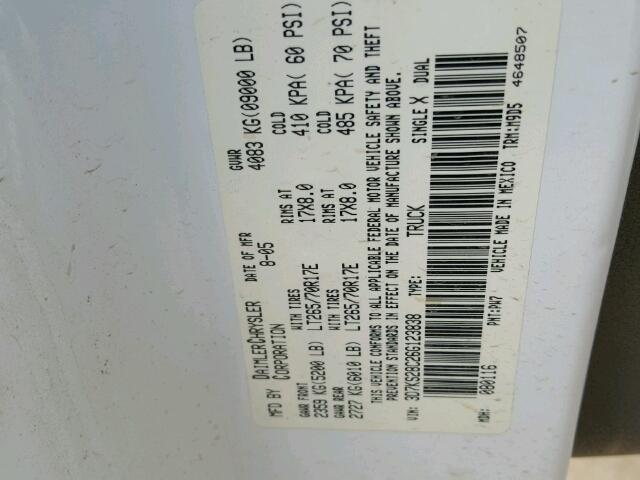 MFD BY DAIMLERCHRYSLER CORPORATION DATE OF MFR 8-05 GVWR 4083 KG(09000 LB)
GAWR FRONT 2359 KG(5200 LB) WITH TIRES LT265/70R17E RIMS AT 17X8.0 COLD 410 KPA( 60 PSI)
GAWR REAR 2727 KG(6010 LB) WITH TIRES LT265/70R17E RIMS AT 17X8.0 COLD 485 KPA( 70 PSI)
THIS VEHICLE CONFORMS TO ALL APPLICABLE FEDERAL MOTOR VEHICLE SAFETY AND THEFT
PREVENTION STANDARDS IN EFFECT ON THE DATE OF MANUFACTURE SHOWN ABOVE.
VIN: 3D7KS28C26G123838 TYPE: TRUCK SINGLE X DUAL
MDH: 080116 PNT:PW7 VEHICLE MADE IN MEXICO TRM:M9D5 4648507